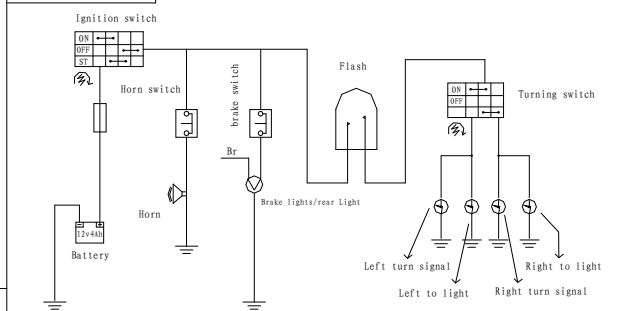 Ignition switch
ON
OFF
ST
Horn switch
brake switch
Flash
ON
OFF
Turning switch
Br
Brake lights/rear Light
Horn
12v4Ah
Battery
Left turn signal
Right to light
Left to light
Right turn signal